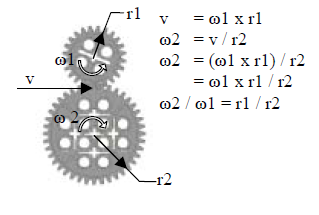 r1
ω1
v
ω 2
r2
v = ω1 x r1
ω2 = v / r2
ω2 = (ω1 x r1) / r2
= ω1 x r1 / r2
ω2 / ω1 = r1 / r2